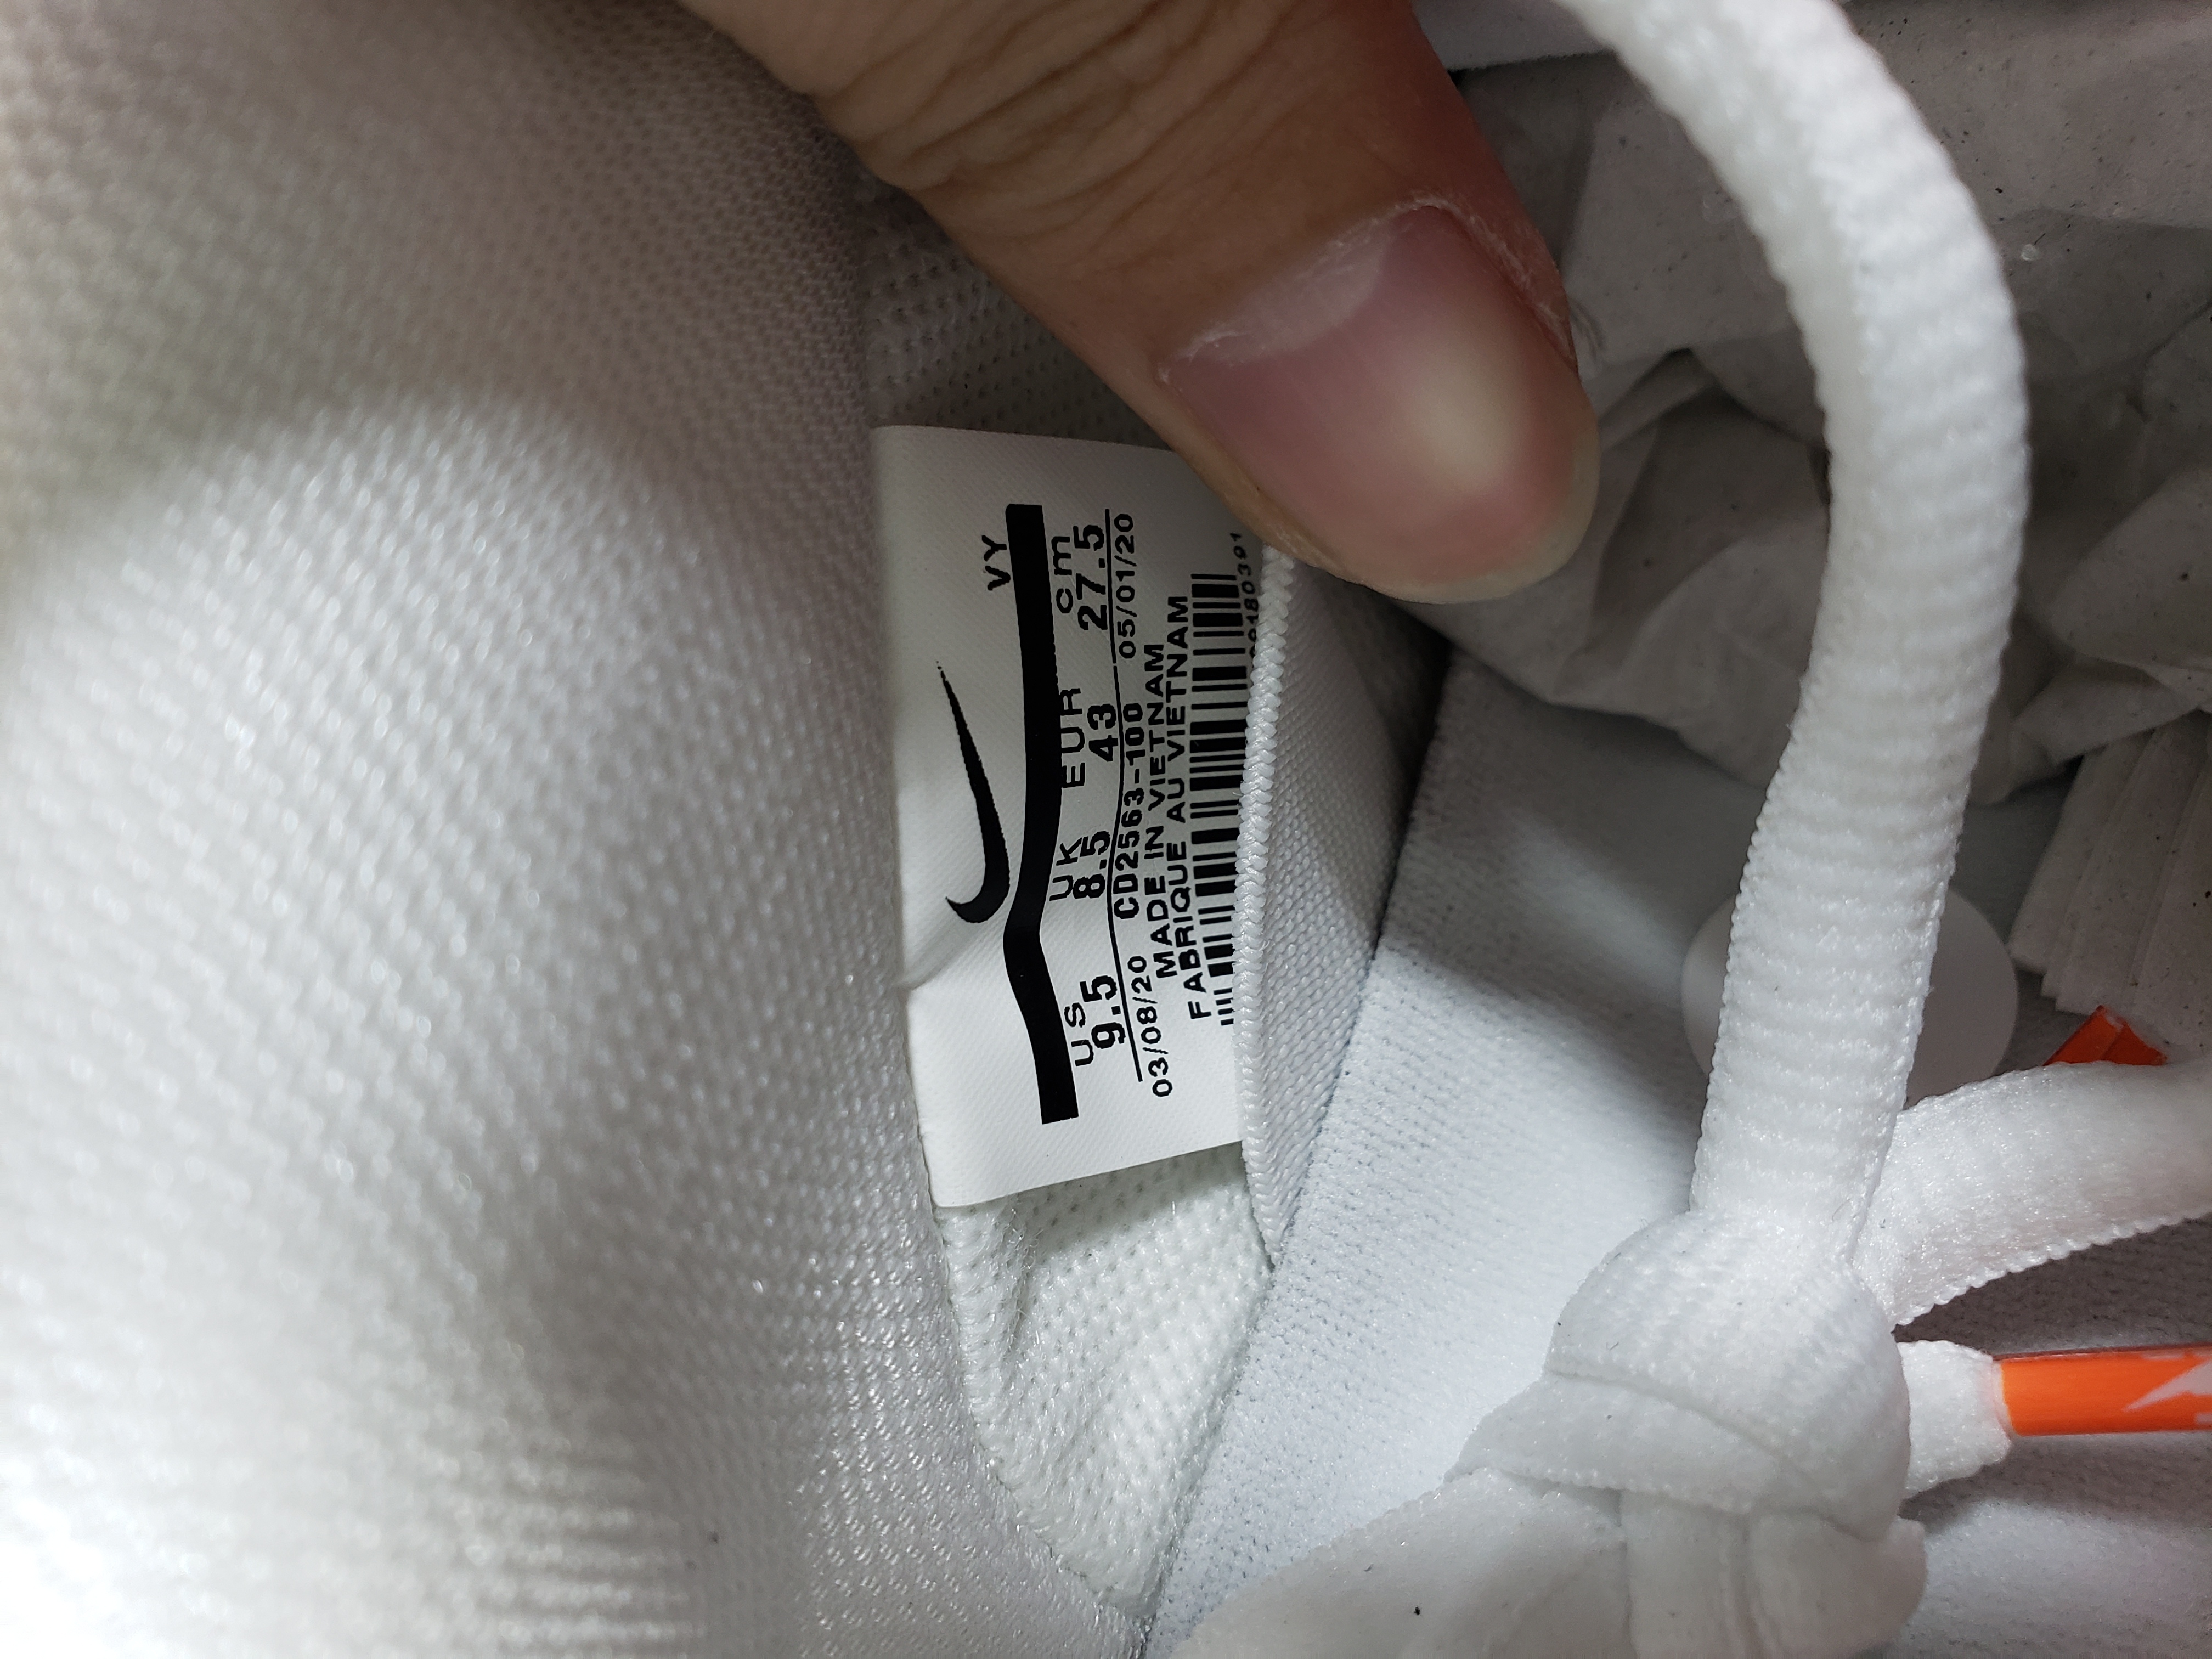 VY
US UK EUR cm
9.5 8.5 43 27.5
03/08/20 CD2563-100 05/01/20
MADE IN VIETNAM
FABRIQUE AU VIETNAM